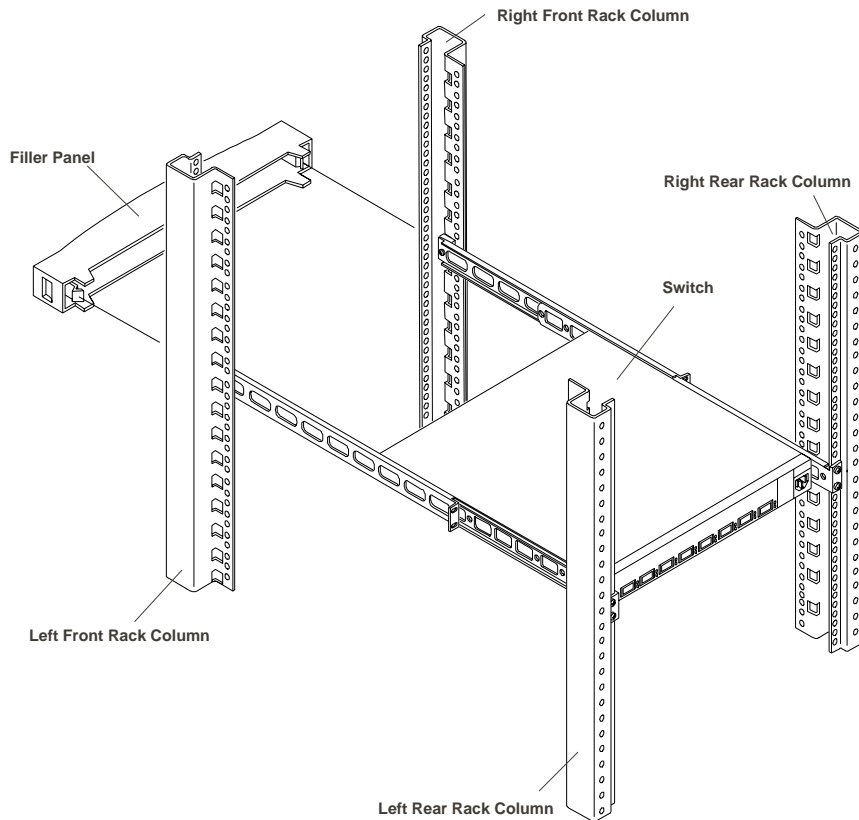 Right Front Rack Column
Filler Panel
Right Rear Rack Column
Switch
Left Front Rack Column
Left Rear Rack Column